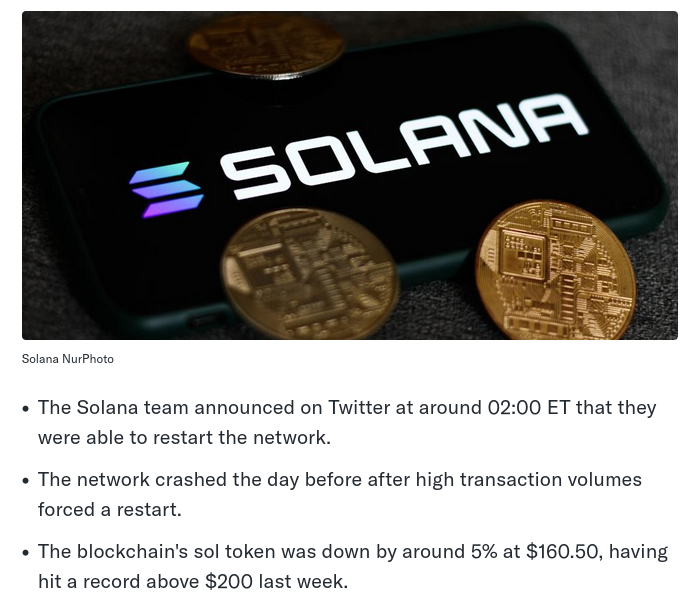 SOLANA
Solana NurPhoto
• The Solana team announced on Twitter at around 02:00 ET that they
were able to restart the network.
• The network crashed the day before after high transaction volumes
forced a restart.
• The blockchain's sol token was down by around 5% at $160.50, having
hit a record above $200 last week.